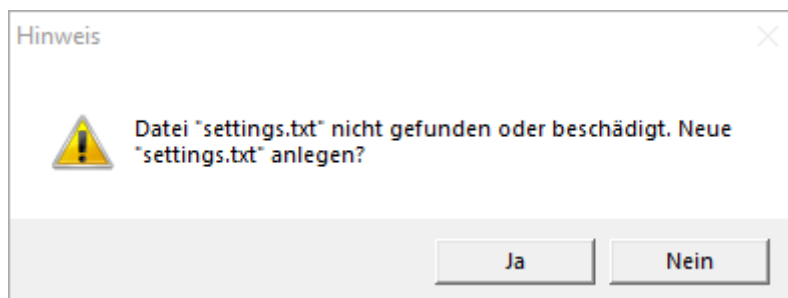 Hinweis
Datei "settings.txt" nicht gefunden oder beschädigt. Neue
"settings.txt" anlegen?
Ja
Nein